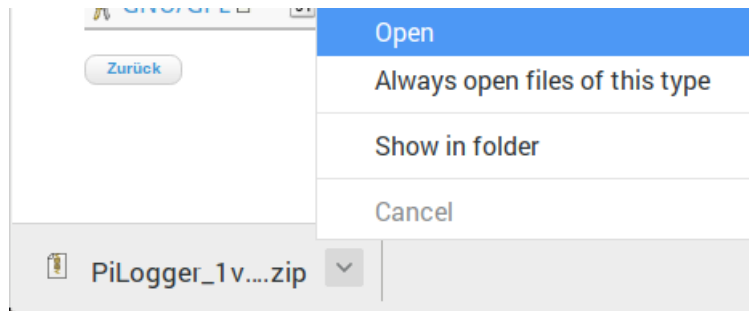 Open
Zurück
Always open files of this type
Show in folder
Cancel
PiLogger_1v....zip